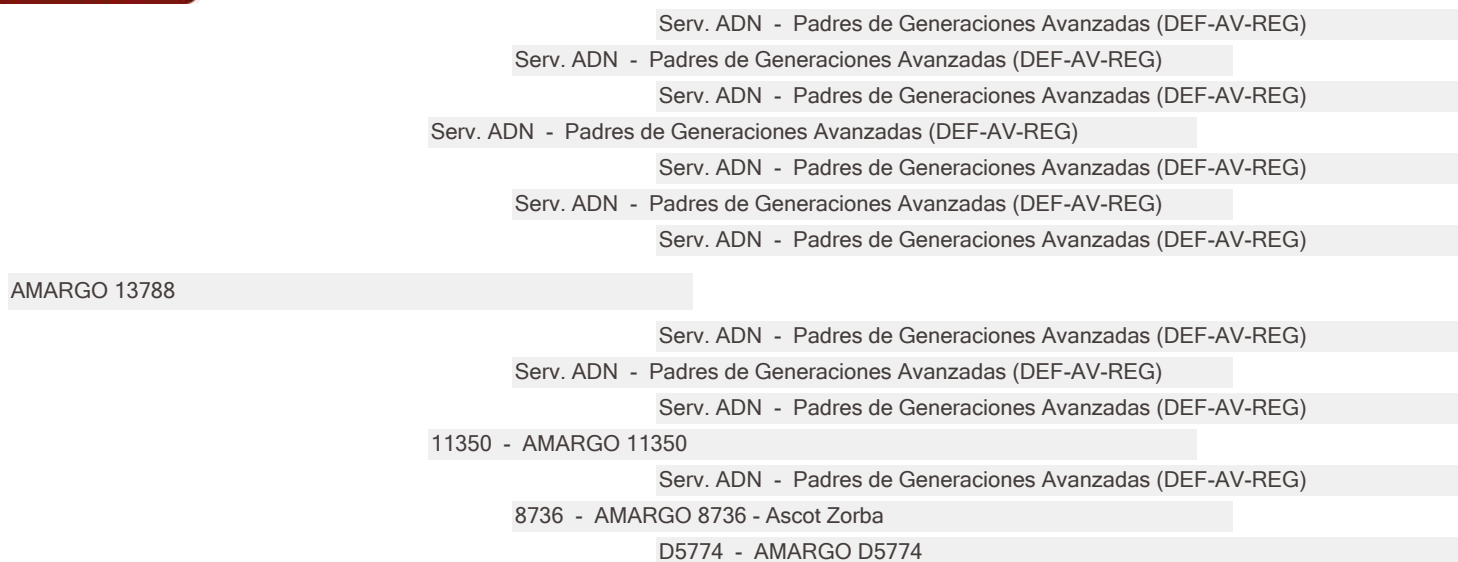 Serv. ADN - Padres de Generaciones Avanzadas (DEF-AV-REG)
Serv. ADN - Padres de Generaciones Avanzadas (DEF-AV-REG)
Serv. ADN - Padres de Generaciones Avanzadas (DEF-AV-REG)
Serv. ADN - Padres de Generaciones Avanzadas (DEF-AV-REG)
Serv. ADN - Padres de Generaciones Avanzadas (DEF-AV-REG)
Serv. ADN - Padres de Generaciones Avanzadas (DEF-AV-REG)
Serv. ADN - Padres de Generaciones Avanzadas (DEF-AV-REG)
AMARGO 13788
Serv. ADN - Padres de Generaciones Avanzadas (DEF-AV-REG)
Serv. ADN - Padres de Generaciones Avanzadas (DEF-AV-REG)
Serv. ADN - Padres de Generaciones Avanzadas (DEF-AV-REG)
11350 - AMARGO 11350
Serv. ADN - Padres de Generaciones Avanzadas (DEF-AV-REG)
8736 - AMARGO 8736 - Ascot Zorba
D5774 - AMARGO D5774